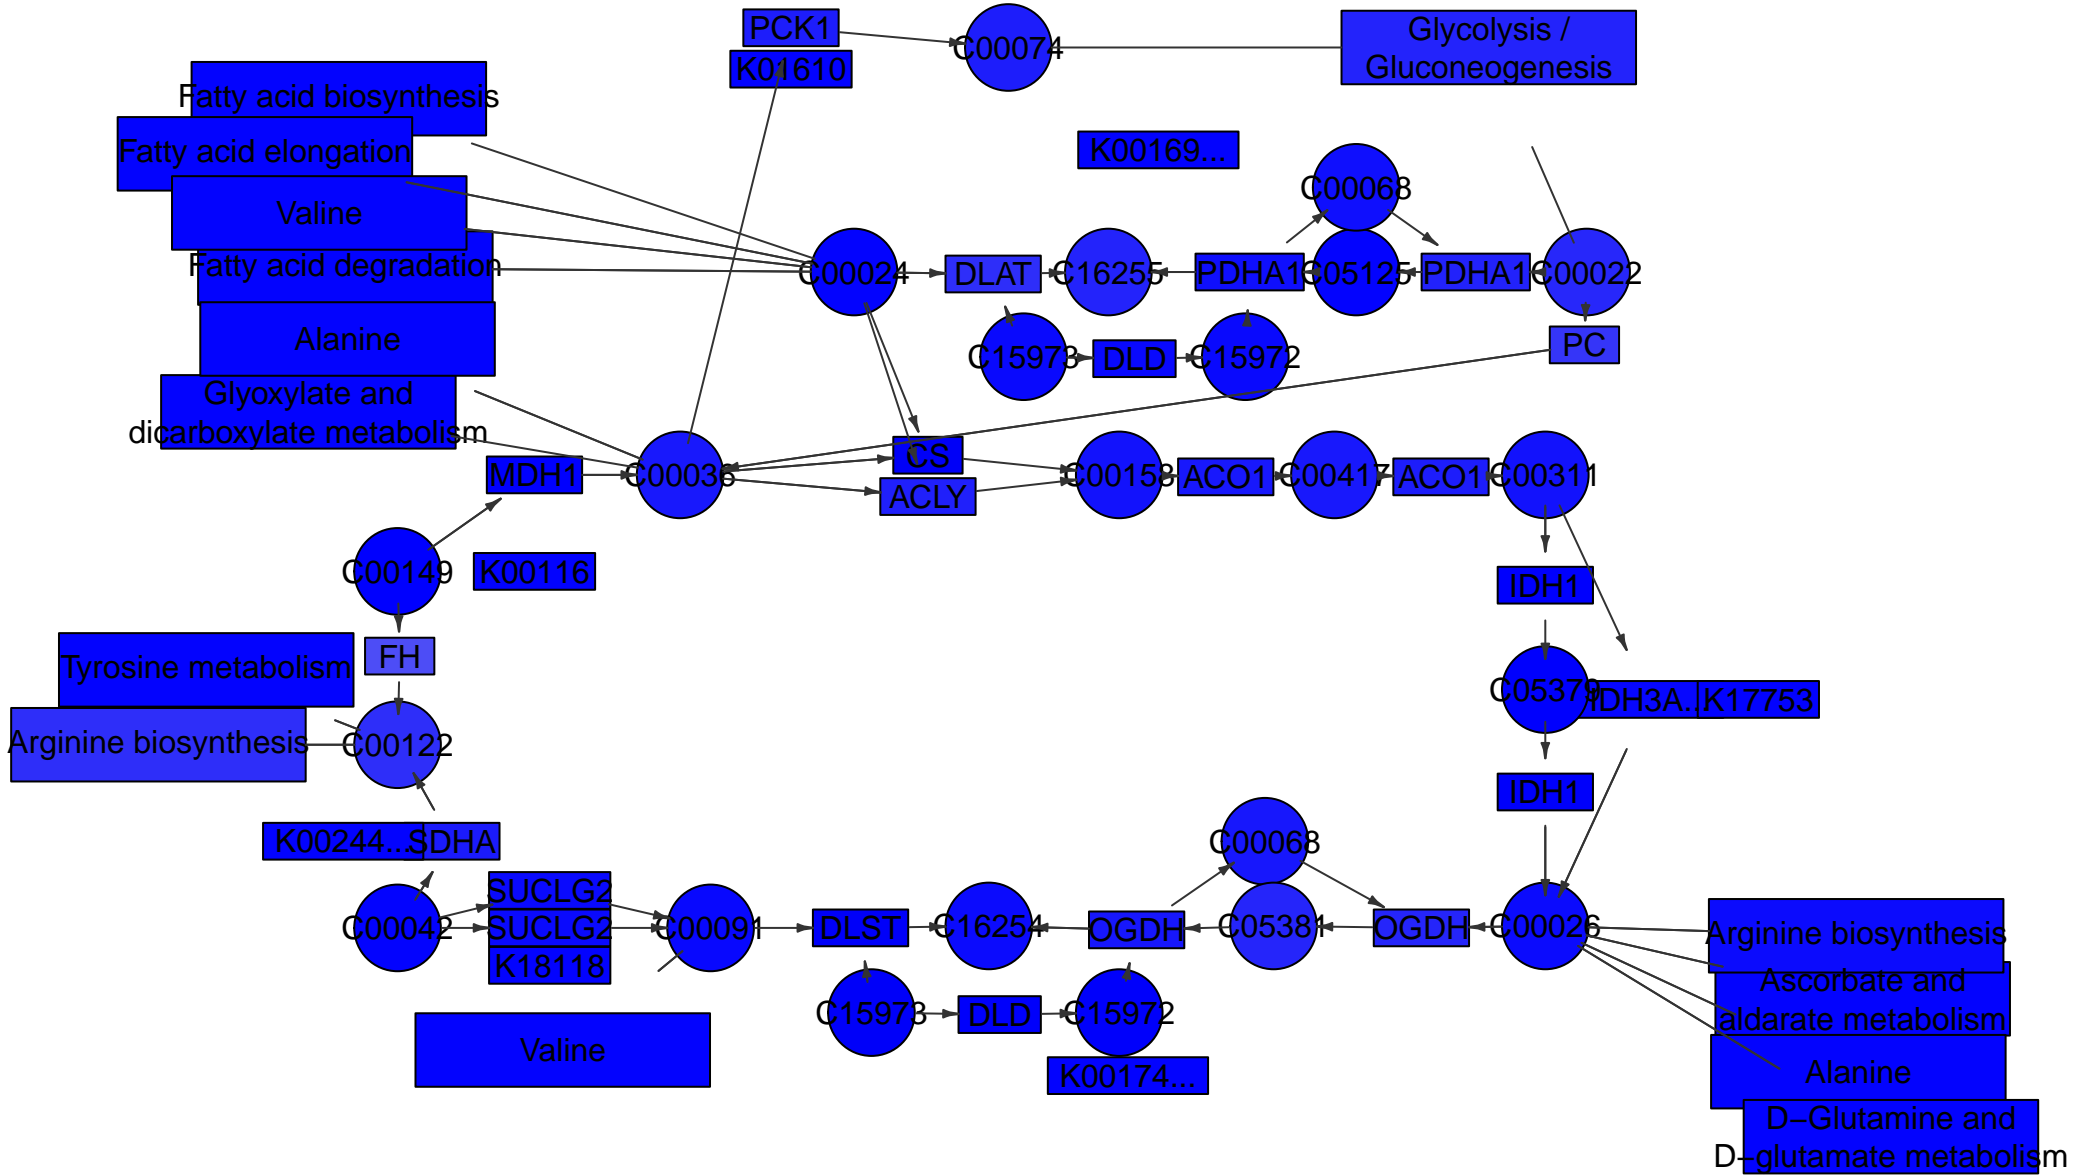 PCK1
C00074
Glycolysis /
Gluconeogenesis
K01610
Fatty acid biosynthesis
Fatty acid elongation
K00169...
C00068
Valine
Fatty acid degradation
C00024
DLAT
C16255
PDHA1
C05125
PDHA1
C00022
Alanine
C15973
DLD
C15972
PC
Glyoxylate and
dicarboxylate metabolism
MDH1
C00036
CS
ACLY
C00158
ACO1
C00417
ACO1
C00311
C00149
K00116
IDH1
FH
Tyrosine metabolism
C05379
IDH3A...
K17753
Arginine biosynthesis
C00122
IDH1
K00244...
SDHA
C00068
SUCLG2
C00042
SUCLG2
C00091
DLST
C16254
OGDH
C05381
OGDH
C00026
Arginine biosynthesis
K18118
Ascorbate and
aldarate metabolism
C15973
DLD
C15972
Valine
K00174...
Alanine
D−Glutamine and
D−glutamate metabolism